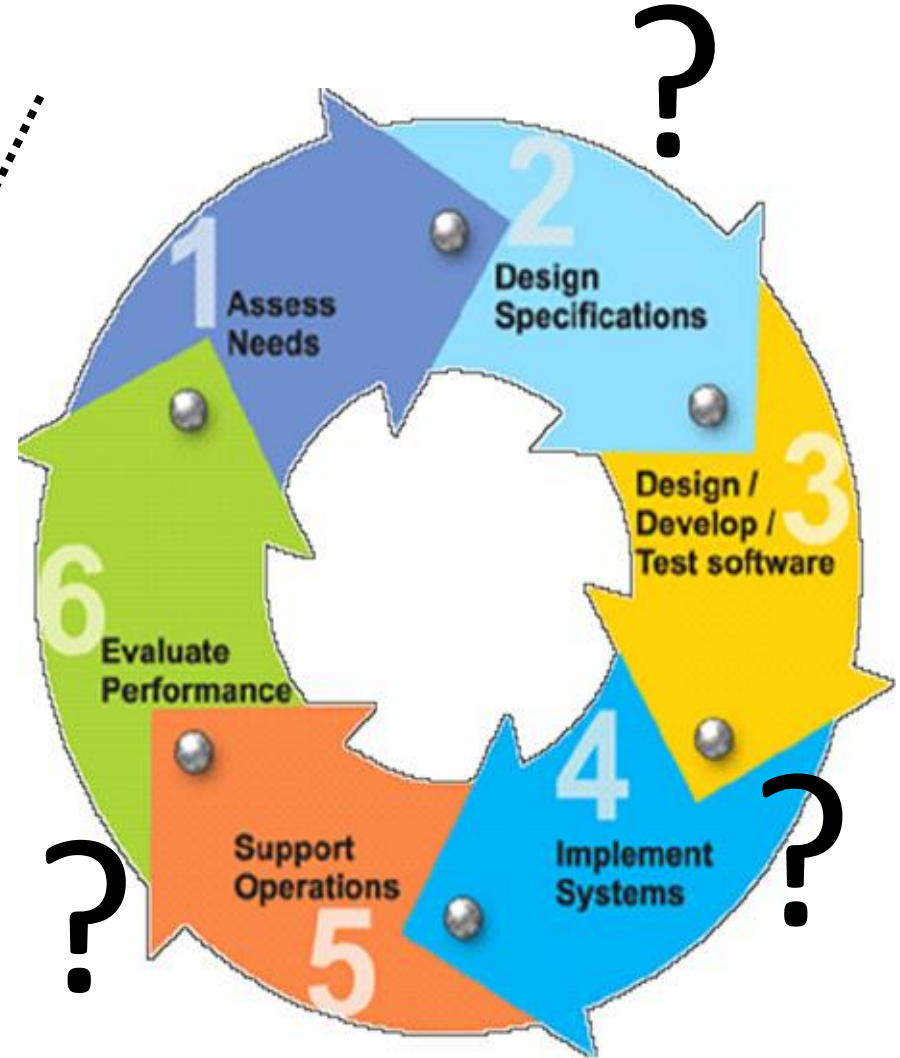 ?
1
Assess
Needs
2
Design
Specifications
3
Design /
Develop /
Test software
4
Implement
Systems
?
5
Support
Operations
?
6
Evaluate
Performance